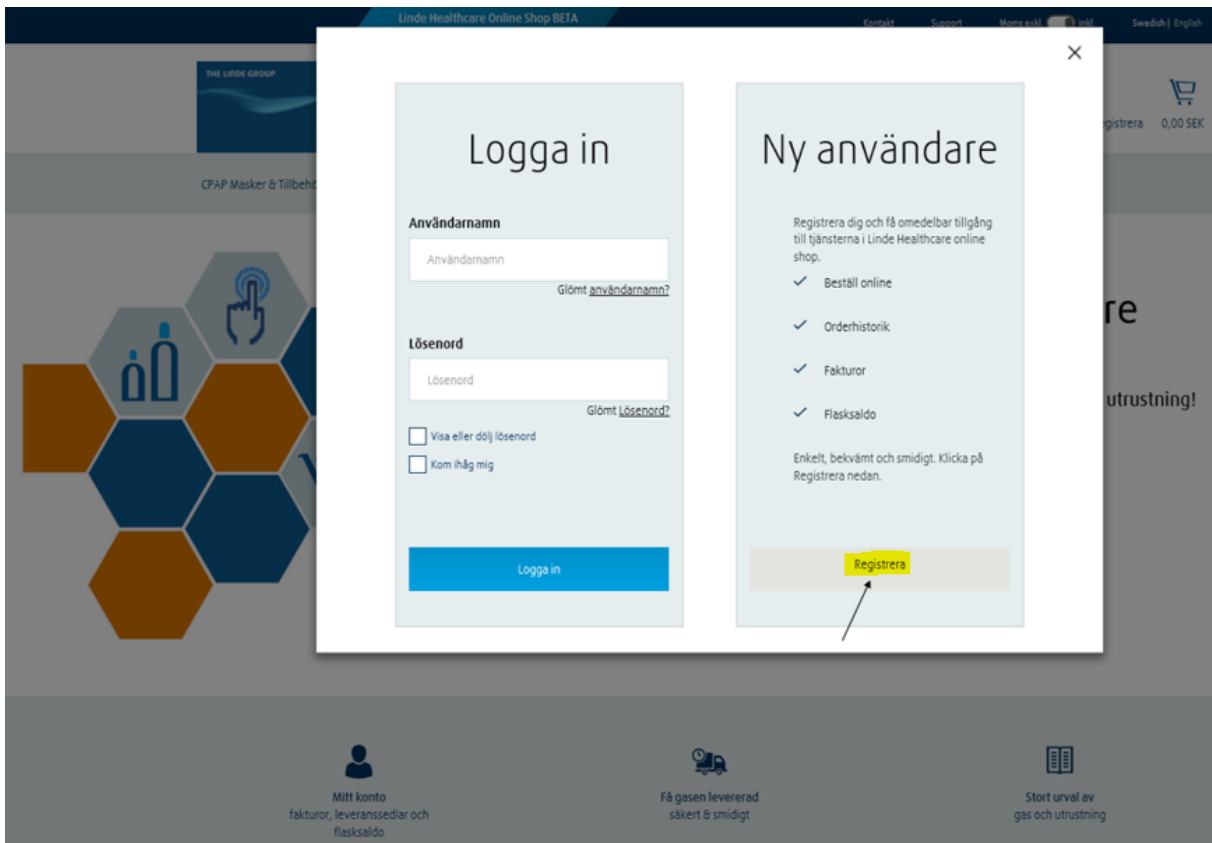 Linde Healthcare Online Shop BETA
Kontakt Support Moms exkl. inkl. Swedish | English
THE LINDE GROUP
egistrera 0,00 SEK
CPAP Masker & Tillbehö
Logga in
Användarnamn
Användarnamn
Glömt användarnamn?
Lösenord
Lösenord
Glömt Lösenord?
Visa eller dölj lösenord
Kom ihåg mig
Logga in
Ny användare
Registrera dig och få omedelbar tillgång
till tjänsterna i Linde Healthcare online
shop.
Beställ online
Orderhistorik
Fakturor
Flasksaldo
Enkelt, bekvämt och smidigt. Klicka på
Registrera nedan.
Registrera
re
utrustning!
Mitt konto
fakturor, leveranssedlar och
flasksaldo
Få gasen levererad
säkert & smidigt
Stort urval av
gas och utrustning